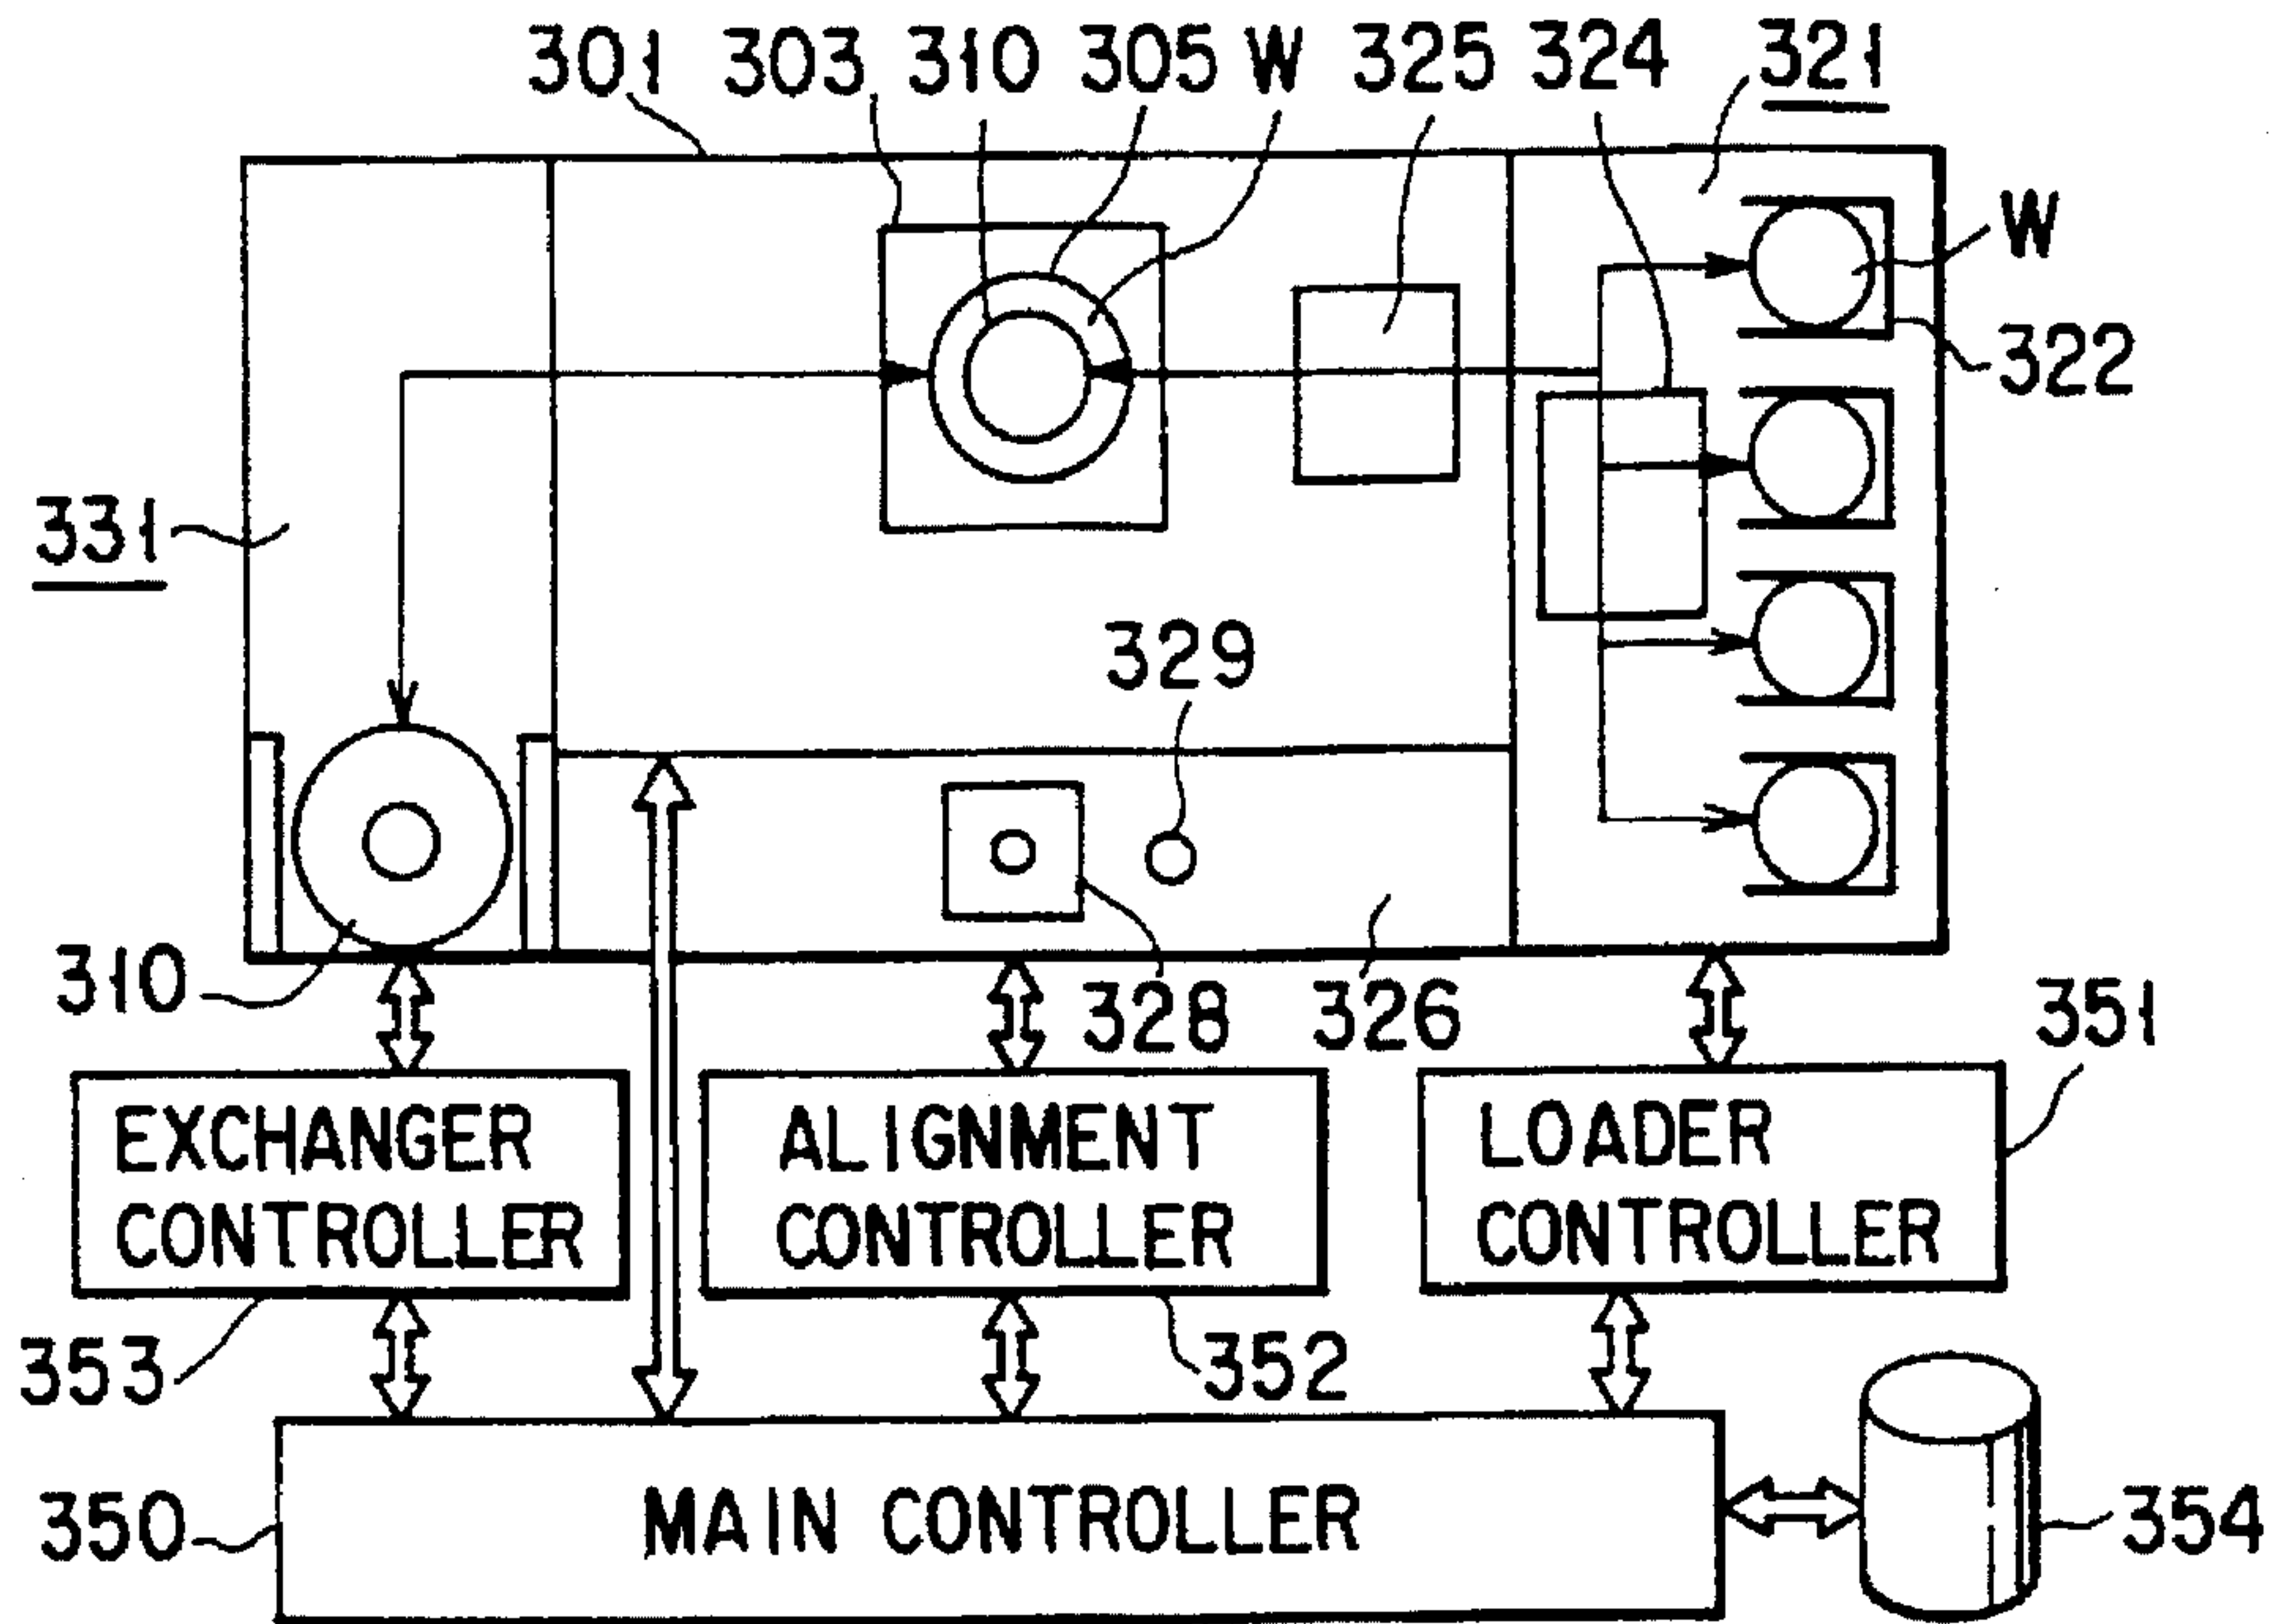 301 303 310 305 W 325 324 321
W
322
331
329
310
328 326 351
EXCHANGER
CONTROLLER
ALIGNMENT
CONTROLLER
LOADER
CONTROLLER
353 352
350 MAIN CONTROLLER 354